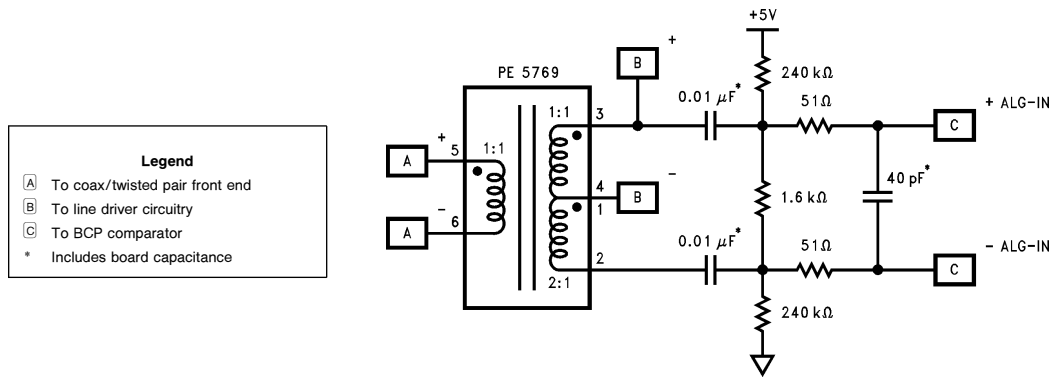 Legend
A To coax/twisted pair front end
B To line driver circuitry
C To BCP comparator
* Includes board capacitance
PE 5769
A
+
5
1:1
A
−
6
1:1
3
4
1
2
2:1
B
+
B
−
0.01 μF*
0.01 μF*
+5V
240 kΩ
1.6 kΩ
240 kΩ
51Ω
51Ω
40 pF*
C
+ ALG-IN
C
− ALG-IN